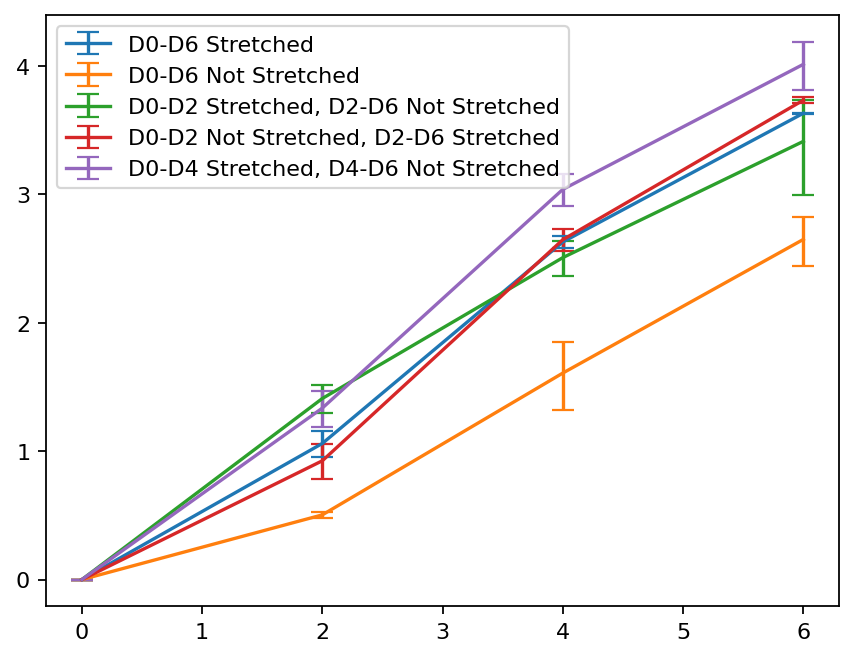 D0-D6 Stretched
D0-D6 Not Stretched
D0-D2 Stretched, D2-D6 Not Stretched
D0-D2 Not Stretched, D2-D6 Stretched
D0-D4 Stretched, D4-D6 Not Stretched
4
3
2
1
0
0 1 2 3 4 5 6